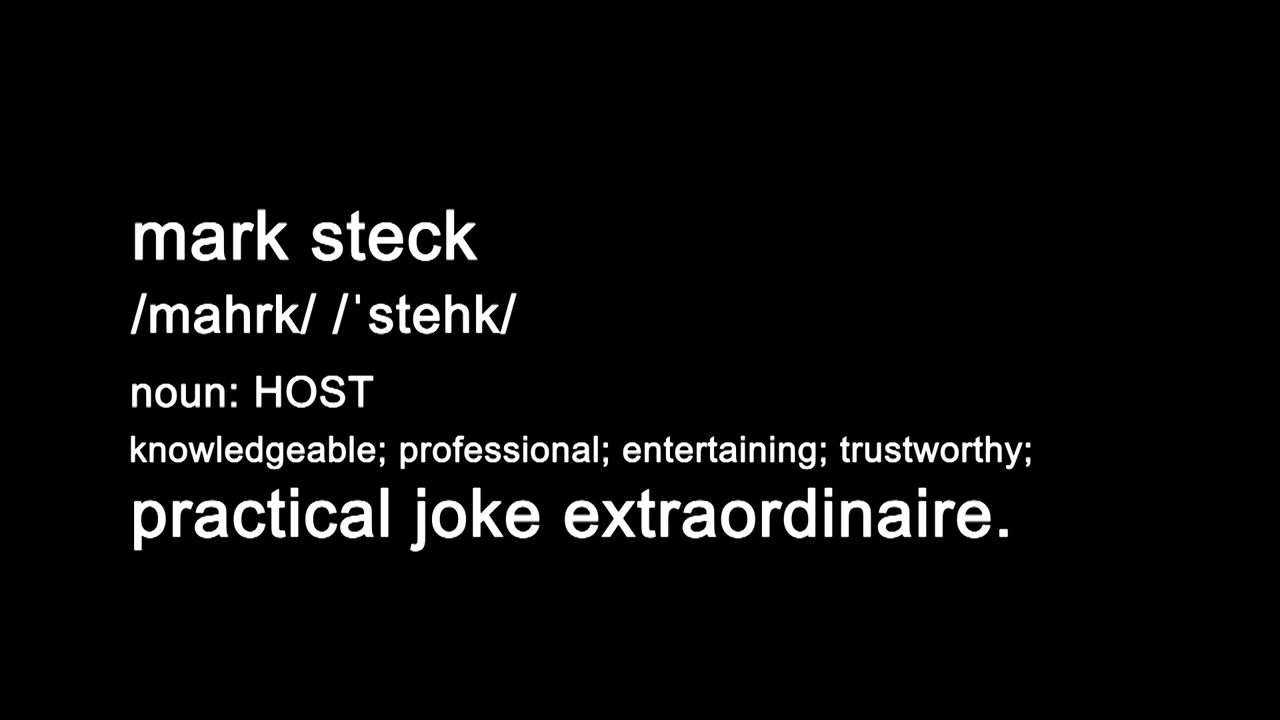 mark steck
/mahrk/ /ˈstehk/
noun: HOST
knowledgeable; professional; entertaining; trustworthy;
practical joke extraordinaire.